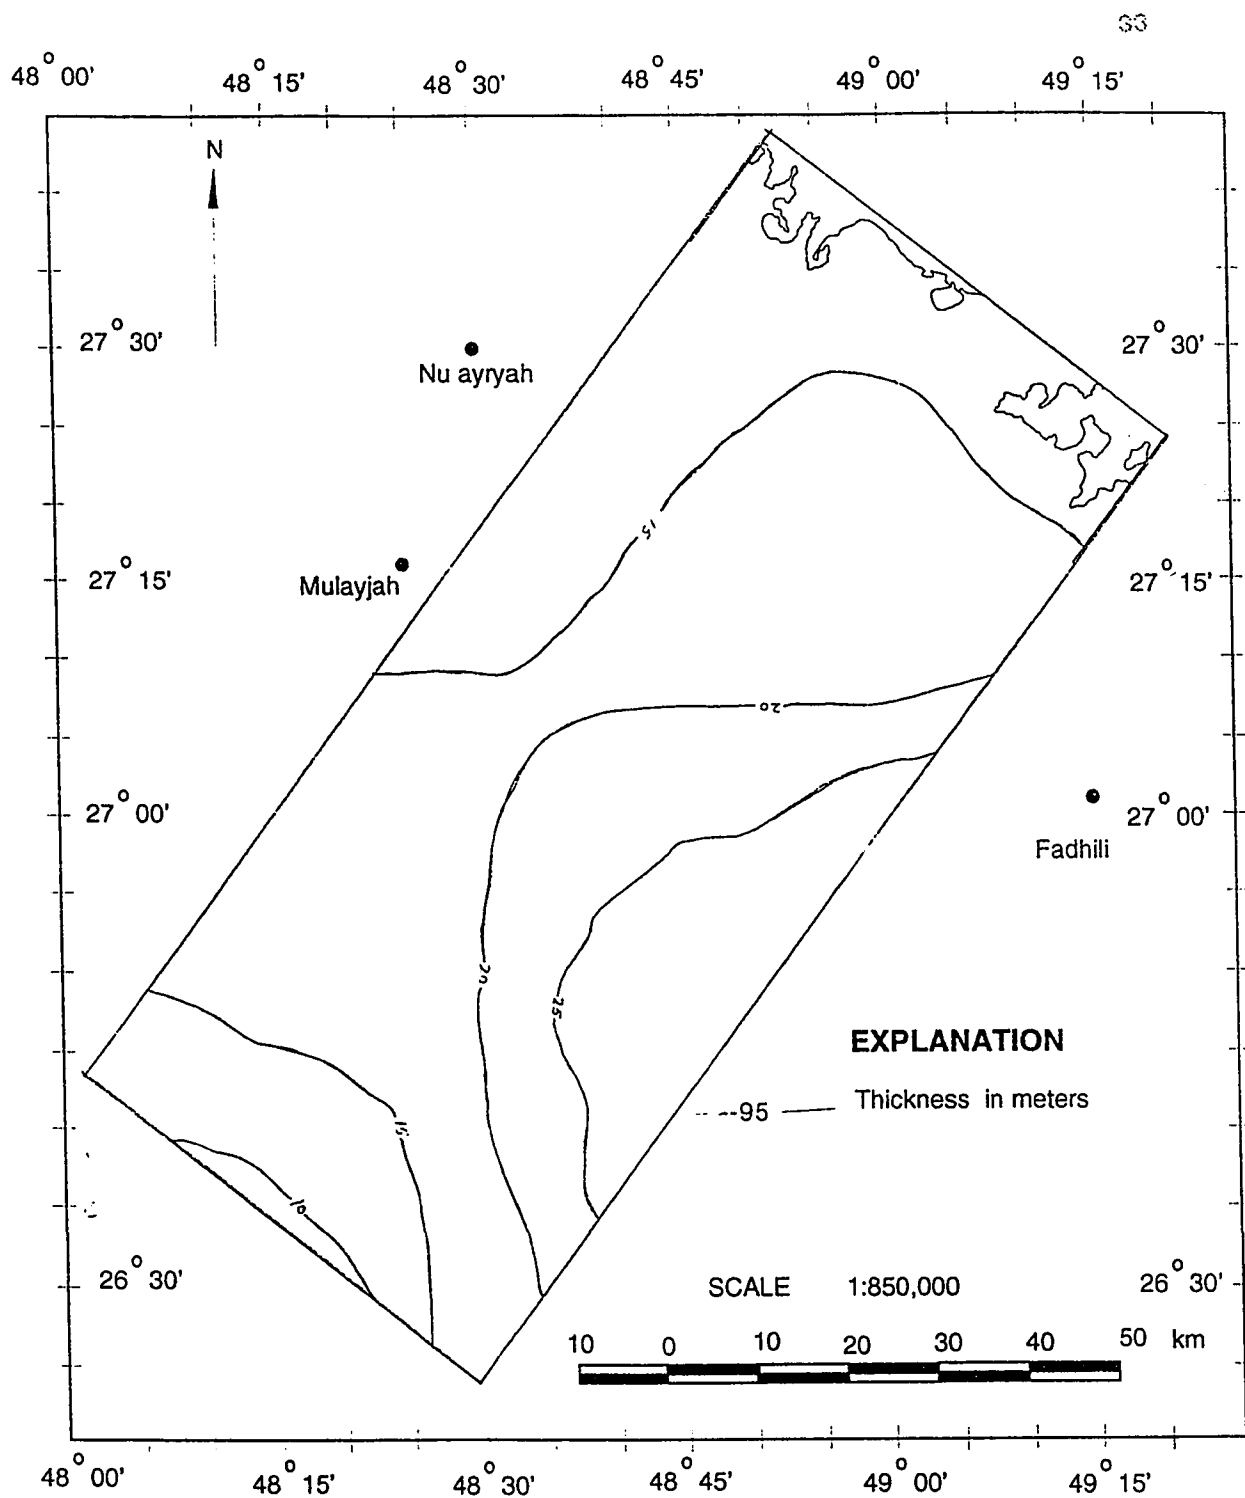 33
48° 00' 48° 15' 48° 30' 48° 45' 49° 00' 49° 15'
N
27° 30' 27° 30'
Nu ayryah
15
27° 15' 27° 15'
Mulayjah
20
27° 00' 27° 00'
Fadhili
20
25
EXPLANATION
--95 Thickness in meters
15
10
26° 30' 26° 30'
SCALE 1:850,000
10 0 10 20 30 40 50 km
48° 00' 48° 15' 48° 30' 48° 45' 49° 00' 49° 15'